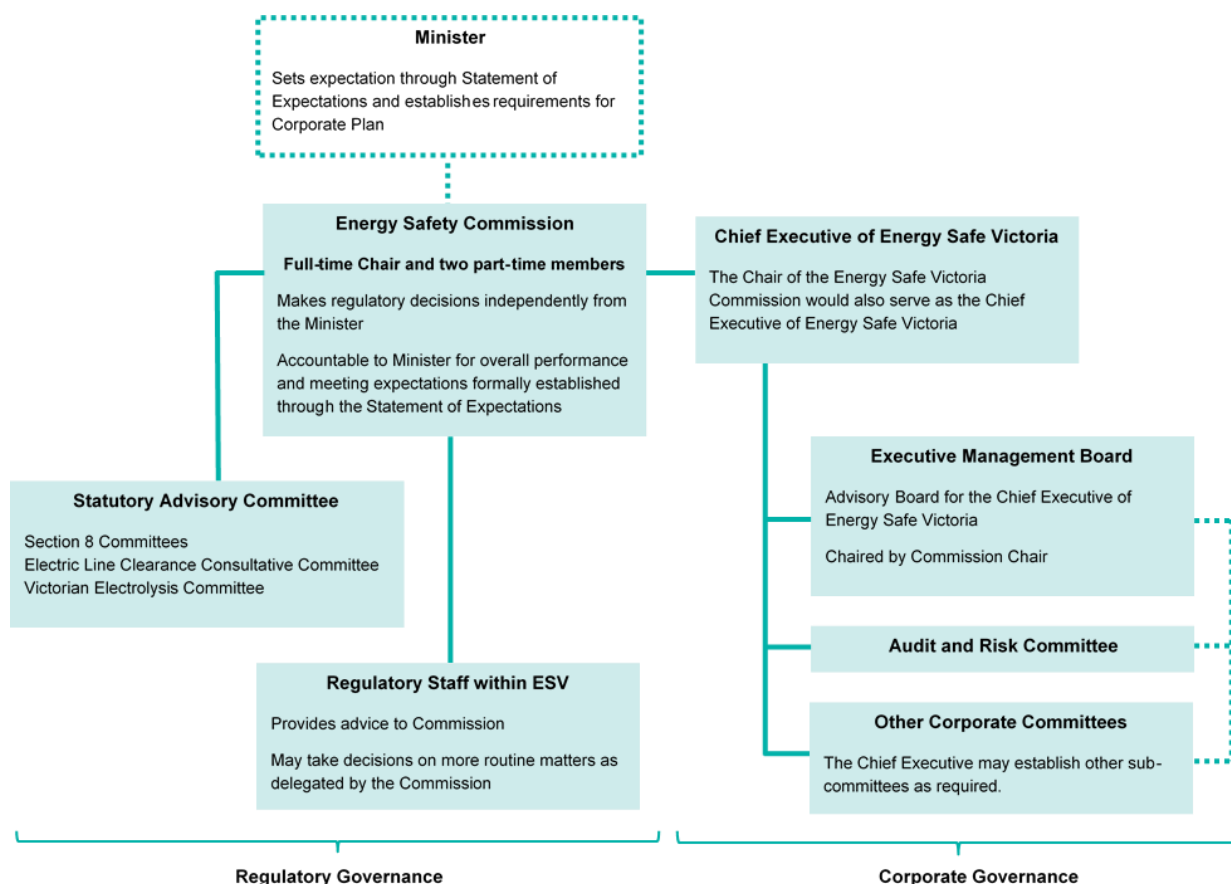 Minister
Sets expectation through Statement of
Expectations and establishes requirements for
Corporate Plan
Energy Safety Commission
Full-time Chair and two part-time members
Makes regulatory decisions independently from
the Minister
Accountable to Minister for overall performance
and meeting expectations formally established
through the Statement of Expectations
Chief Executive of Energy Safe Victoria
The Chair of the Energy Safe Victoria
Commission would also serve as the Chief
Executive of Energy Safe Victoria
Statutory Advisory Committee
Section 8 Committees
Electric Line Clearance Consultative Committee
Victorian Electrolysis Committee
Executive Management Board
Advisory Board for the Chief Executive of
Energy Safe Victoria
Chaired by Commission Chair
Audit and Risk Committee
Regulatory Staff within ESV
Provides advice to Commission
May take decisions on more routine matters as
delegated by the Commission
Other Corporate Committees
The Chief Executive may establish other sub-
committees as required.
Regulatory Governance
Corporate Governance